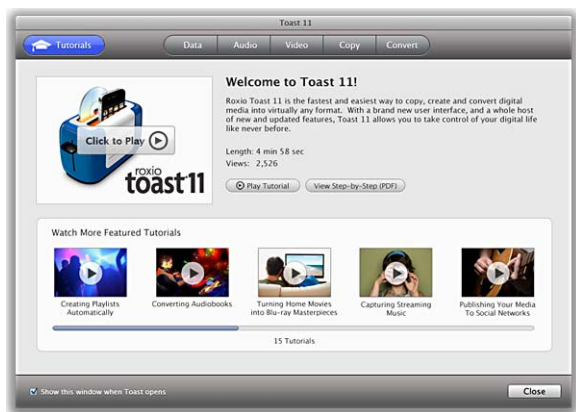 Toast 11
Tutorials
Data Audio Video Copy Convert
Welcome to Toast 11!
Roxio Toast 11 is the fastest and easiest way to copy, create and convert digital
media into virtually any format. With a brand new user interface, and a whole host
of new and updated features, Toast 11 allows you to take control of your digital life
like never before.
Length: 4 min 58 sec
Views: 2,526
Click to Play
roxio
toast 11
Play Tutorial View Step-by-Step (PDF)
Watch More Featured Tutorials
Creating Playlists
Automatically
Converting Audiobooks
Turning Home Movies
into Blu-ray Masterpieces
Capturing Streaming
Music
Publishing Your Media
To Social Networks
15 Tutorials
Show this window when Toast opens
Close